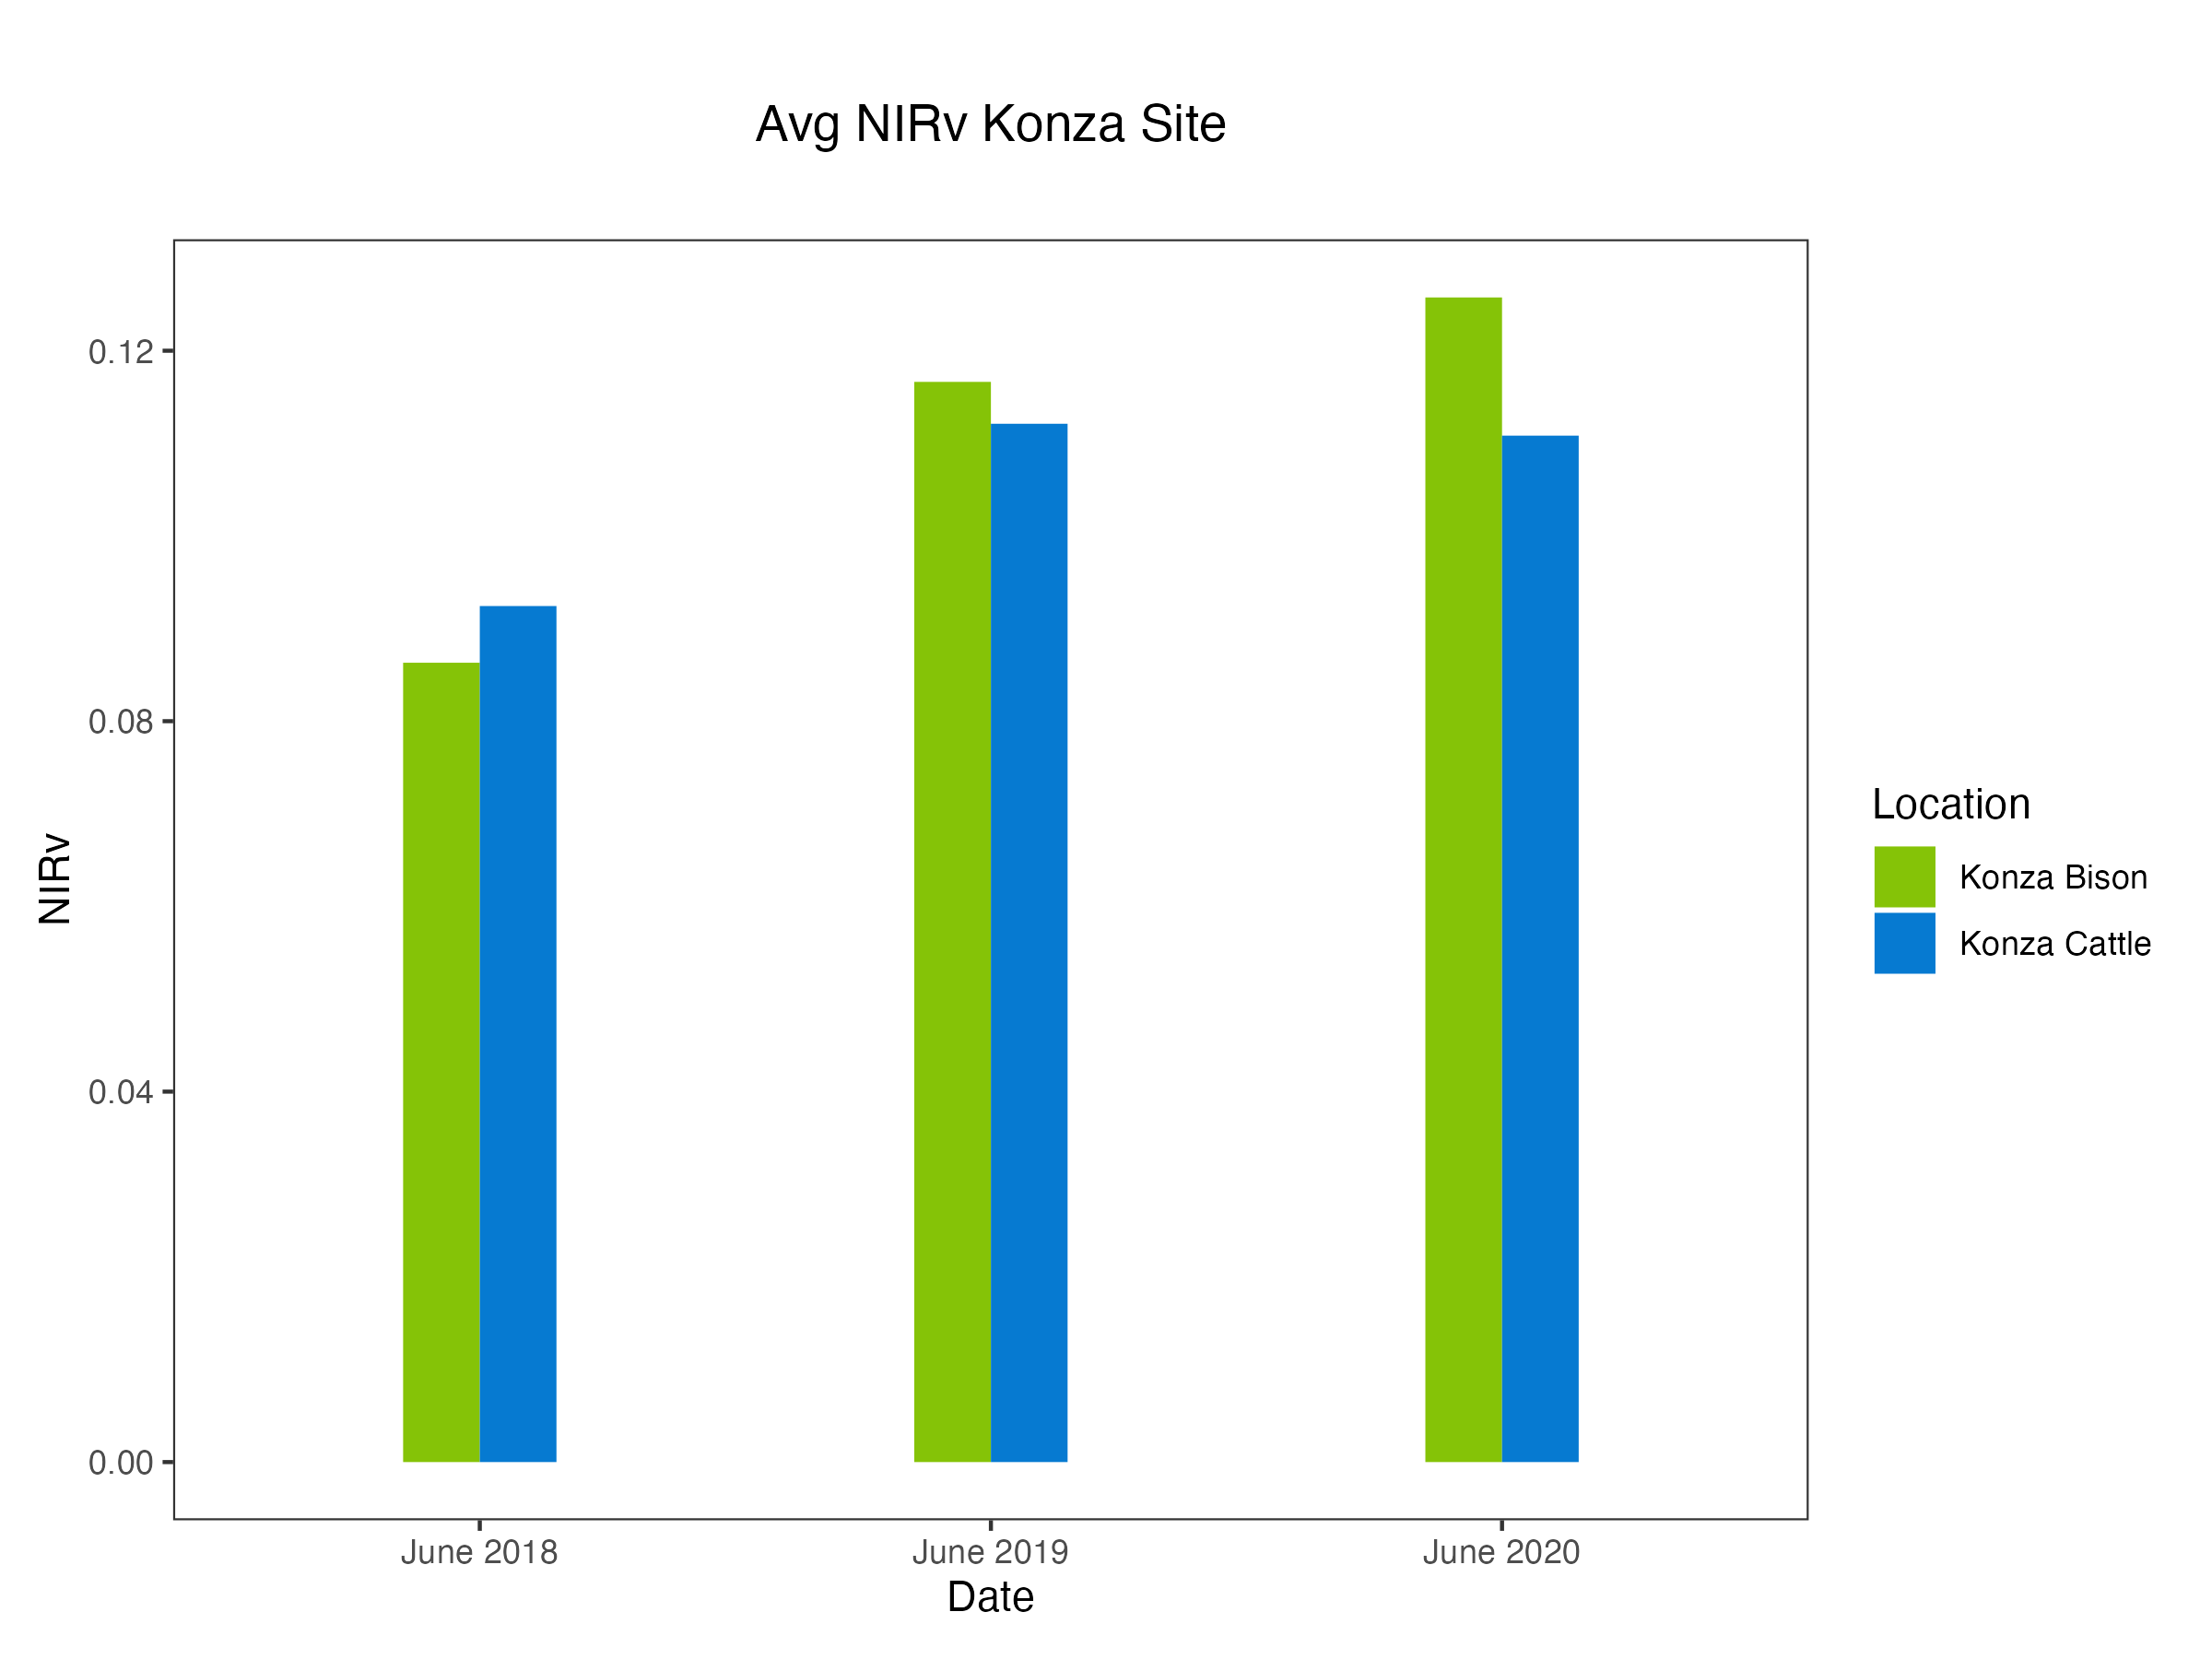 Avg NIRv Konza Site
NIRv
0.12
0.08
0.04
0.00
June 2018
June 2019
June 2020
Date
Location
Konza Bison
Konza Cattle